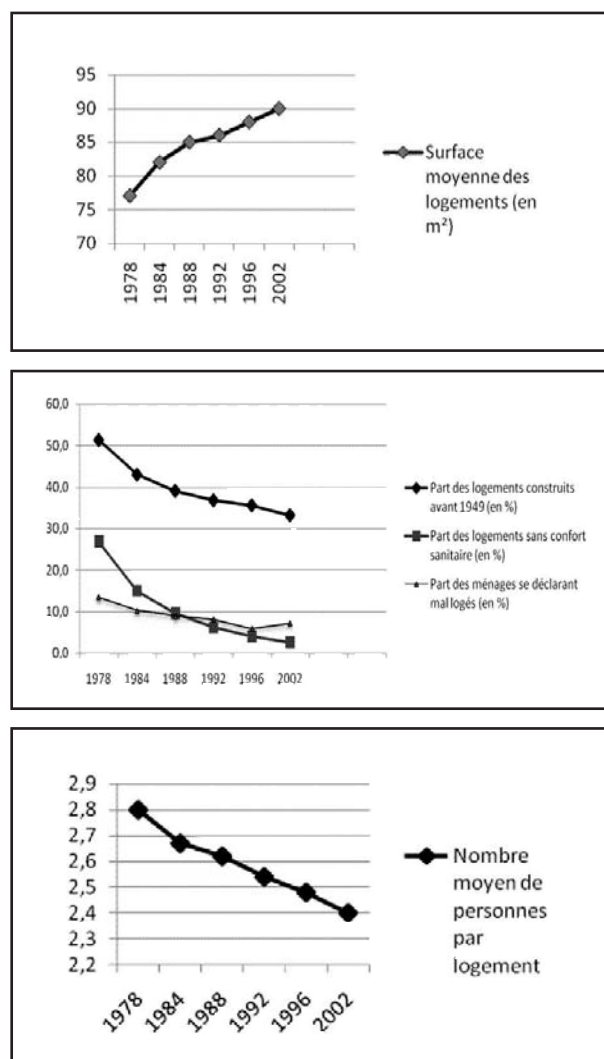 95
90
85
80
75
70
1978
1984
1988
1992
1996
2002
Surface
moyenne des
logements (en
m²)
60,0
50,0
40,0
30,0
20,0
10,0
0,0
1978 1984 1988 1992 1996 2002
Part des logements construits
avant 1949 (en %)
Part des logements sans confort
sanitaire (en %)
Part des ménages se déclarant
mal logés (en %)
2,9
2,8
2,7
2,6
2,5
2,4
2,3
2,2
1978
1984
1988
1992
1996
2002
Nombre
moyen de
personnes
par
logement